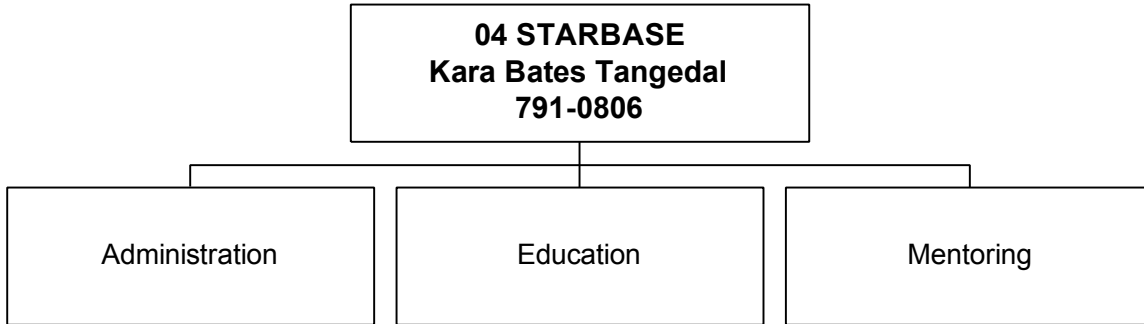 04 STARBASE
Kara Bates Tangedal
791-0806
Administration
Education
Mentoring